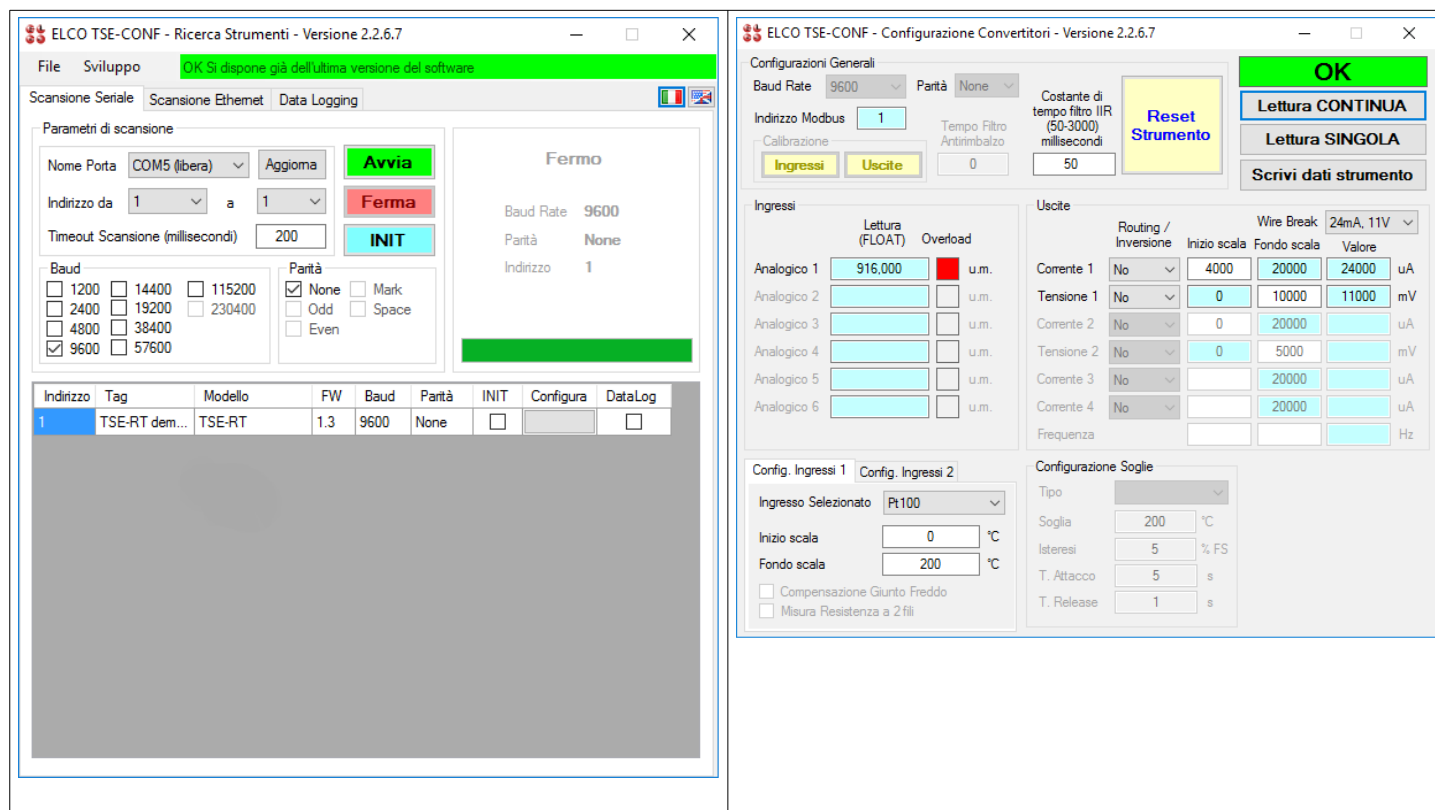 ELCO TSE-CONF - Ricerca Strumenti - Versione 2.2.6.7
File Sviluppo OK Si dispone già dell'ultima versione del software
Scansione Seriale Scansione Ethernet Data Logging
Parametri di scansione
Nome Porta COM5 (libera) Aggiorna Avvia
Indirizzo da 1 a 1 Ferma
Timeout Scansione (millisecondi) 200 INIT
Baud Parità
1200 14400 115200 None Mark
2400 19200 230400 Odd Space
4800 38400 Even
9600 57600
Fermo
Baud Rate 9600
Parità None
Indirizzo 1
Indirizzo Tag Modello FW Baud Parità INIT Configura DataLog
1 TSE-RT dem... TSE-RT 1.3 9600 None
ELCO TSE-CONF - Configurazione Convertitori - Versione 2.2.6.7
Configurazioni Generali
Baud Rate 9600 Parità None
Indirizzo Modbus 1
Calibrazione
Ingressi Uscite
Tempo Filtro
Antirimbalzo
0
Costante di
tempo filtro IIR
(50-3000)
millisecondi
50
Reset
Strumento
OK
Lettura CONTINUA
Lettura SINGOLA
Scrivi dati strumento
Ingressi
Lettura
(FLOAT) Overload
Analogico 1 916,000 u.m.
Analogico 2 u.m.
Analogico 3 u.m.
Analogico 4 u.m.
Analogico 5 u.m.
Analogico 6 u.m.
Uscite
Wire Break 24mA, 11V
Routing /
Inversione Inizio scala Fondo scala Valore
Corrente 1 No 4000 20000 24000 uA
Tensione 1 No 0 10000 11000 mV
Corrente 2 No 0 20000 uA
Tensione 2 No 0 5000 mV
Corrente 3 No 20000 uA
Corrente 4 No 20000 uA
Frequenza Hz
Config. Ingressi 1 Config. Ingressi 2
Ingresso Selezionato Pt100
Inizio scala 0 °C
Fondo scala 200 °C
Compensazione Giunto Freddo
Misura Resistenza a 2 fili
Configurazione Soglie
Tipo
Soglia 200 °C
Isteresi 5 % FS
T. Attacco 5 s
T. Release 1 s